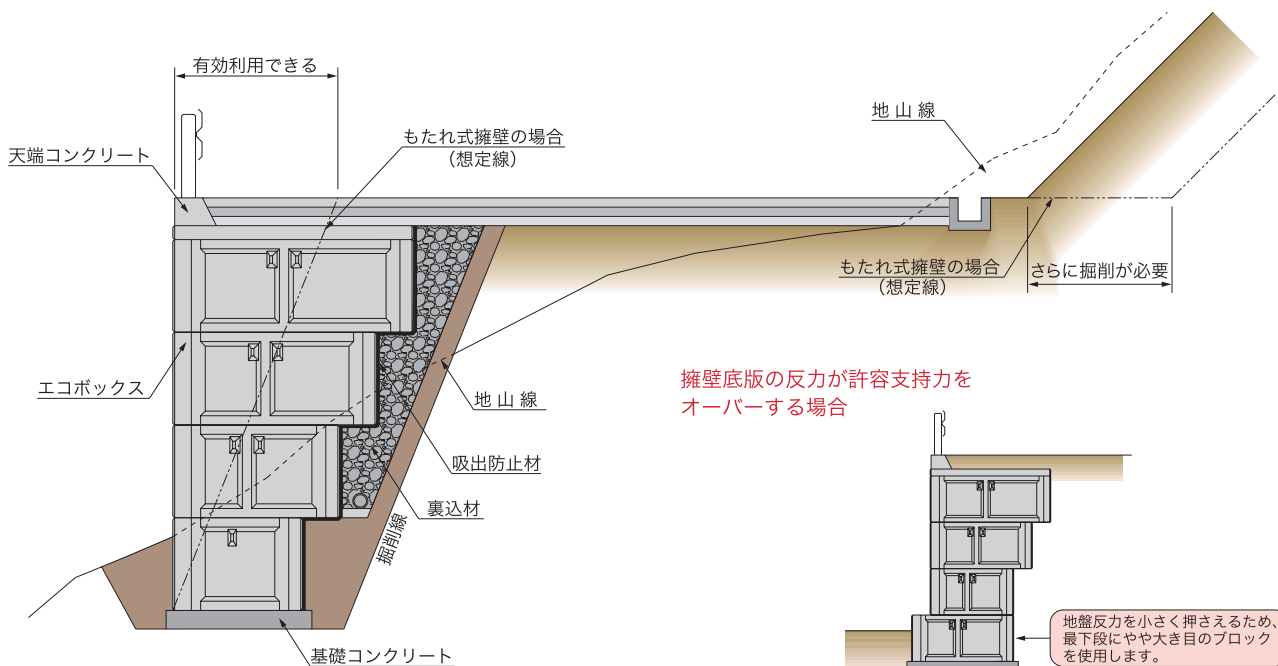 有効利用できる
もたれ式擁壁の場合
(想定線)
地 山 線
天端コンクリート
もたれ式擁壁の場合
(想定線)
さらに掘削が必要
エコボックス
地 山 線
擁壁底版の反力が許容支持力を
オーバーする場合
吸出防止材
裏込材
掘削線
基礎コンクリート
地盤反力を小さく押さえるため、
最下段にやや大き目のブロック
を使用します。